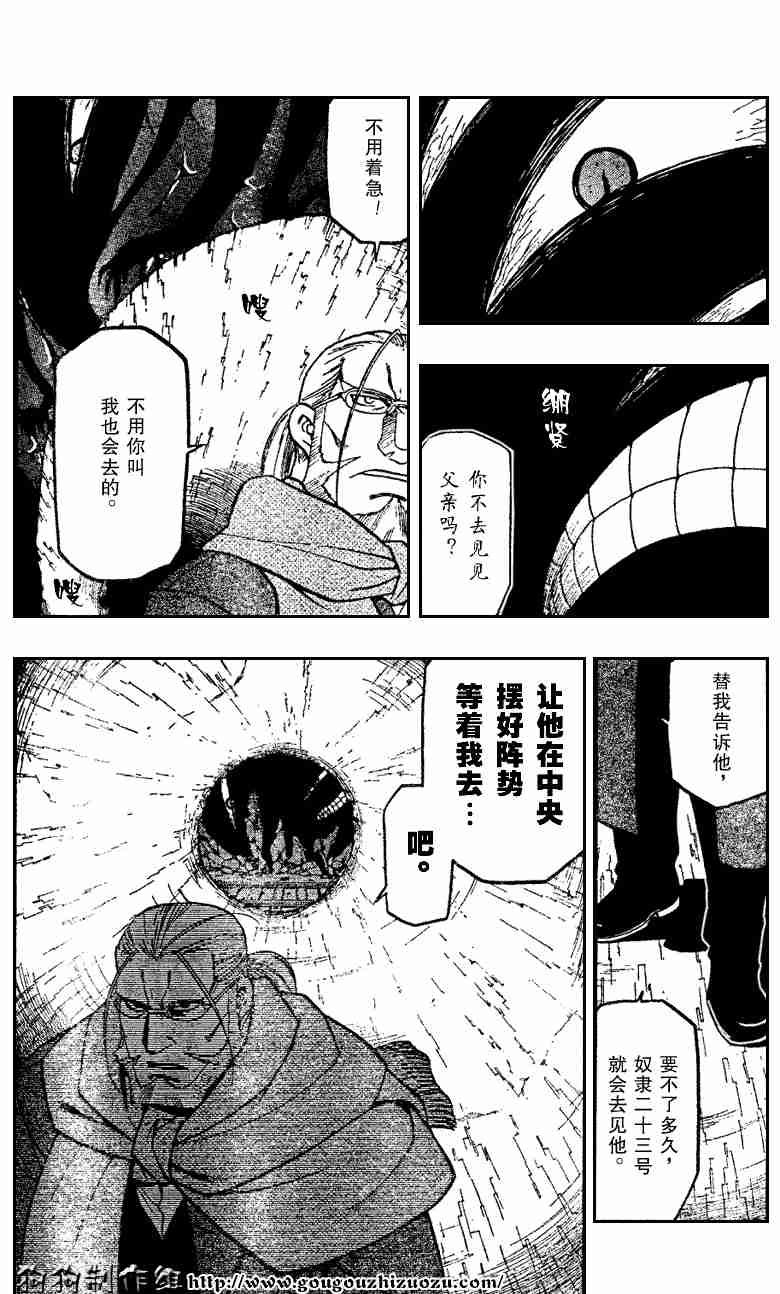 绷
竖
你不去见见
父亲吗？
不用着急！
嗖
不用你叫
我也会去的。
嗖
替我告诉他，
要不了多久，
奴隶二十三号
就会去见他。
让他在中央
摆好阵势
等着我去…
吧。
狗狗制作组
http://www.gougouzhizuozu.com/